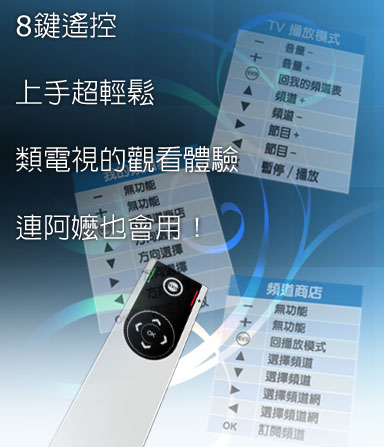 8鍵遙控
上手超輕鬆
類電視的觀看體驗
連阿嬤也會用！
TV 播放模式
− 音量−
+ 音量+
回我的頻道表
▲ 頻道+
▼ 頻道−
▶ 節目+
◀ 節目−
OK 暫停/播放
無功能
無功能
方向選擇
OK
頻道商店
− 無功能
+ 無功能
回播放模式
▲ 選擇頻道
▼ 選擇頻道
▶ 選擇頻道網
◀ 選擇頻道網
OK 訂閱頻道